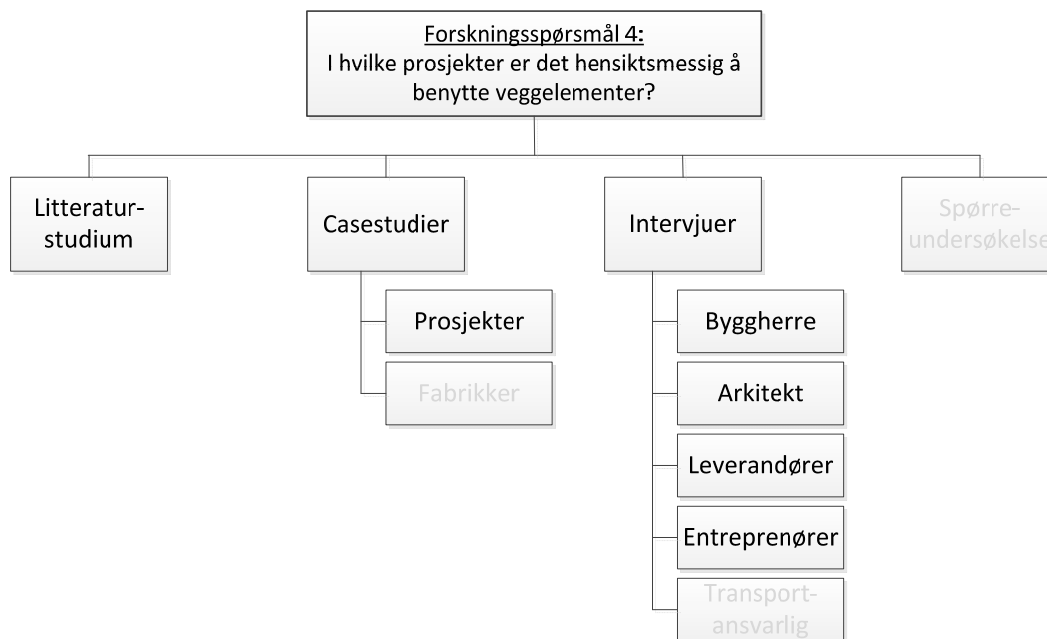 Forskningsspørsmål 4:
I hvilke prosjekter er det hensiktsmessig å
benytte veggelementer?
Litteratur-
studium
Casestudier
Intervjuer
Spørre-
undersøkelse
Prosjekter
Fabrikker
Byggherre
Arkitekt
Leverandører
Entreprenører
Transport-
ansvarlig